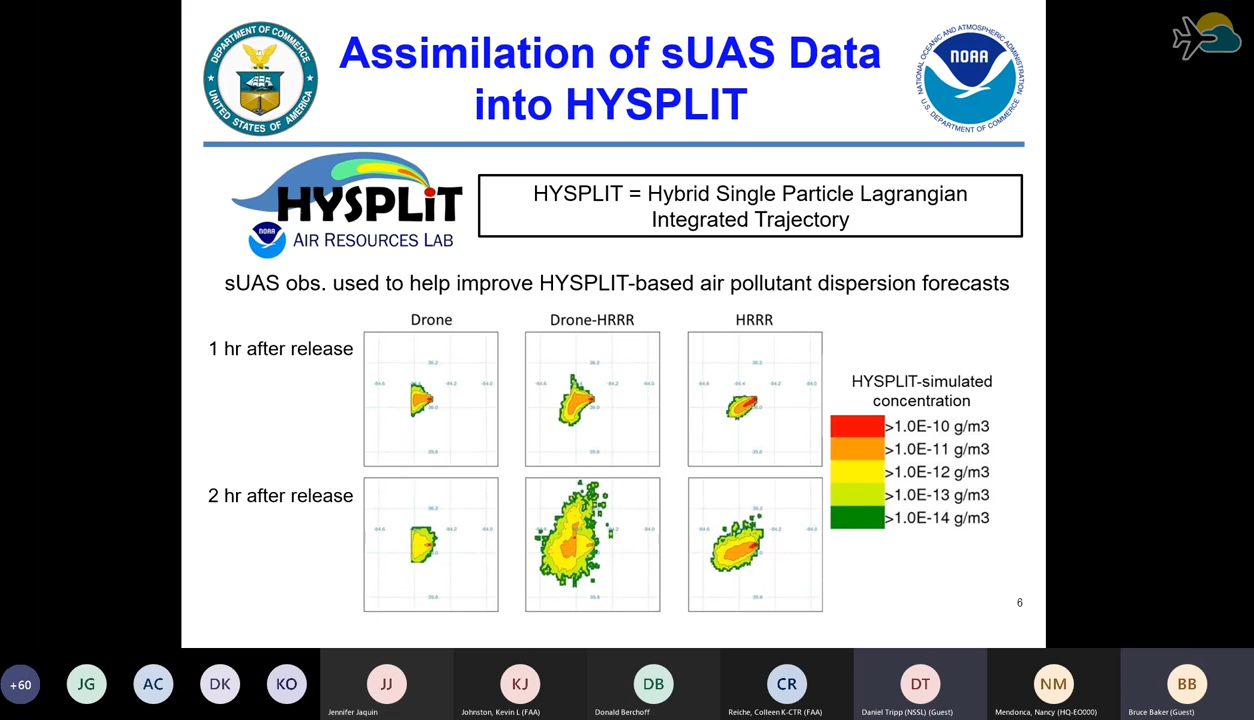 DEPARTMENT OF COMMERCE
UNITED STATES OF AMERICA
Assimilation of sUAS Data
into HYSPLIT
NATIONAL OCEANIC AND ATMOSPHERIC ADMINISTRATION
NOAA
U.S. DEPARTMENT OF COMMERCE
HYSPLiT
NOAA
AIR RESOURCES LAB
HYSPLIT = Hybrid Single Particle Lagrangian
Integrated Trajectory
sUAS obs. used to help improve HYSPLIT-based air pollutant dispersion forecasts
Drone
Drone-HRRR
HRRR
1 hr after release
2 hr after release
HYSPLIT-simulated
concentration
>1.0E-10 g/m3
>1.0E-11 g/m3
>1.0E-12 g/m3
>1.0E-13 g/m3
>1.0E-14 g/m3
6
+60
JG
AC
DK
KO
JJ
Jennifer Jaquin
KJ
Johnston, Kevin L (FAA)
DB
Donald Berchoff
CR
Reiche, Colleen K-CTR (FAA)
DT
Daniel Tripp (NSSL) (Guest)
NM
Mendonca, Nancy (HQ-EO000)
BB
Bruce Baker (Guest)